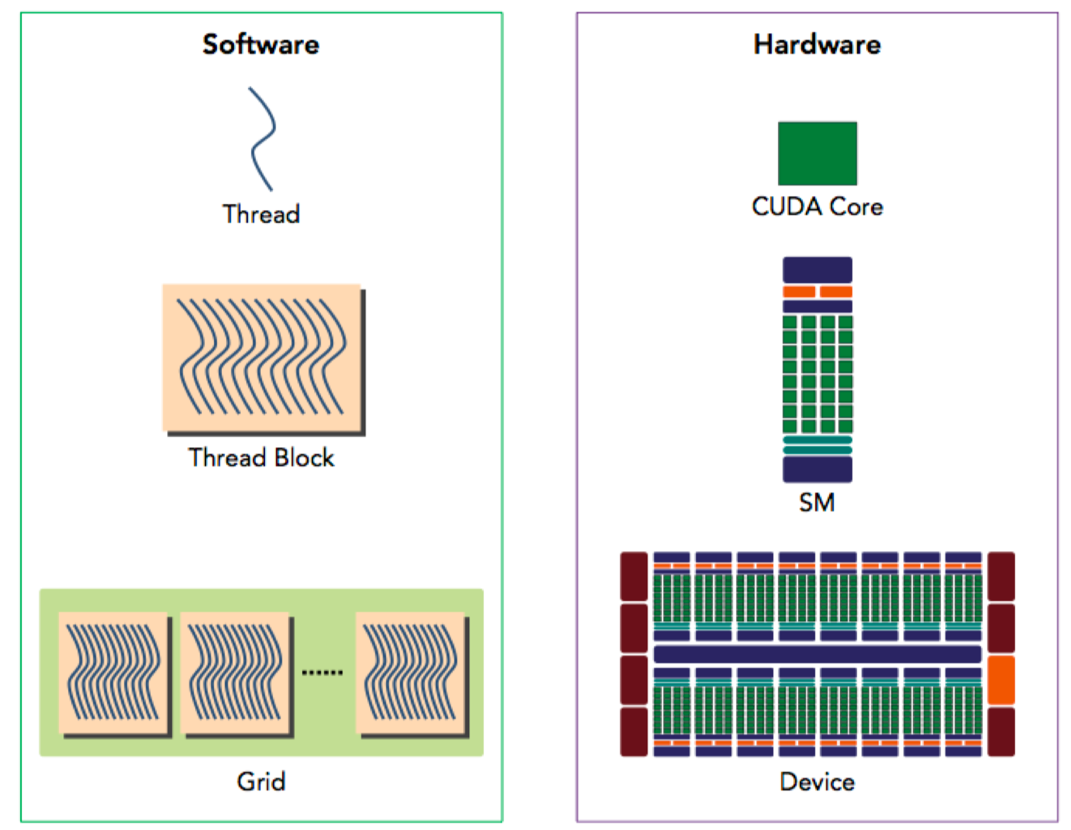 Software
Thread
Thread Block
Grid
Hardware
CUDA Core
SM
Device